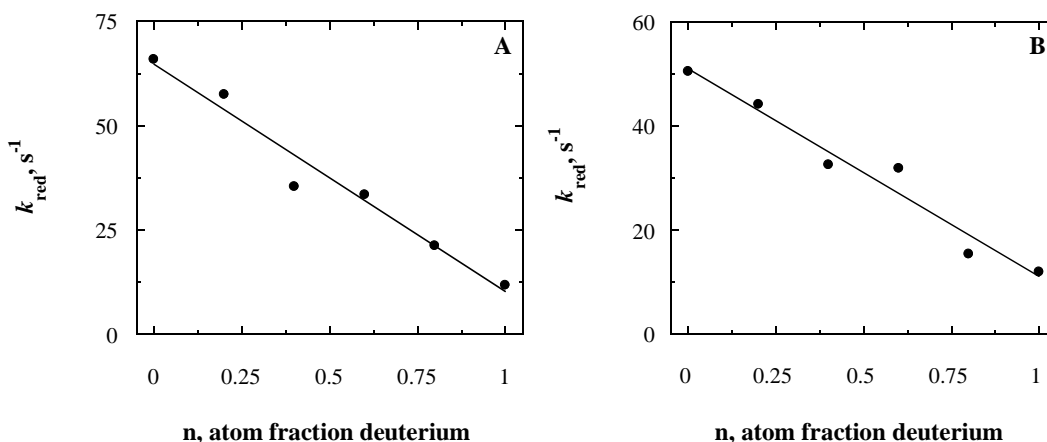 A
75
50
25
0
k_red, s^-1
0 0.25 0.5 0.75 1
n, atom fraction deuterium
B
60
40
20
0
k_red, s^-1
0 0.25 0.5 0.75 1
n, atom fraction deuterium